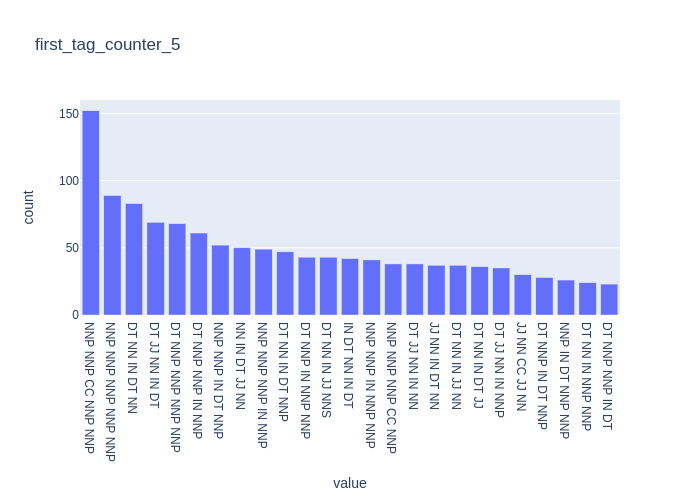 first_tag_counter_5
150
100
50
0
count
NNP NNP CC NNP NNP
NNP NNP NNP NNP NNP
DT NN IN DT NN
DT JJ NN IN DT
DT NNP NNP NNP NNP
DT NNP NNP IN NNP
NNP NNP IN DT NNP
NN IN DT JJ NN
NNP NNP NNP IN NNP
DT NN IN DT NNP
DT NNP IN NNP NNP
DT NN IN JJ NNS
IN DT NN IN DT
NNP NNP IN NNP NNP
NNP NNP NNP CC NNP
DT JJ NN IN NN
JJ NN IN DT NN
DT NN IN JJ NN
DT NN IN DT JJ
DT JJ NN IN NNP
JJ NN CC JJ NN
DT NNP IN DT NNP
NNP IN DT NNP NNP
DT NN IN NNP NNP
DT NNP NNP IN DT
value